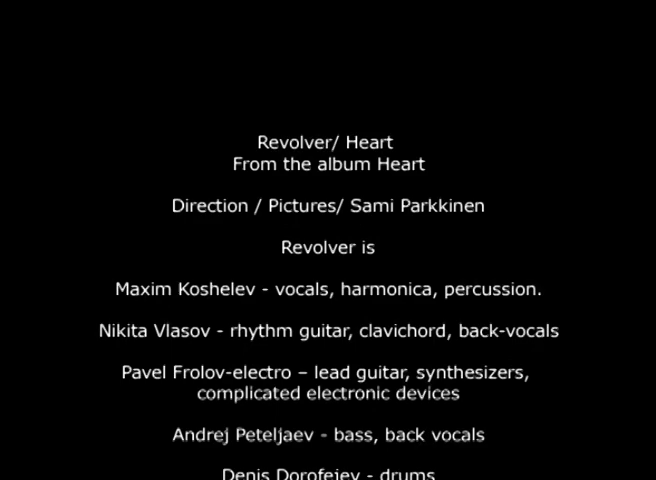 Revolver/ Heart
From the album Heart
Direction / Pictures/ Sami Parkkinen
Revolver is
Maxim Koshelev - vocals, harmonica, percussion.
Nikita Vlasov - rhythm guitar, clavichord, back-vocals
Pavel Frolov-electro – lead guitar, synthesizers,
complicated electronic devices
Andrej Peteljaev - bass, back vocals
Denis Dorofejev - drums